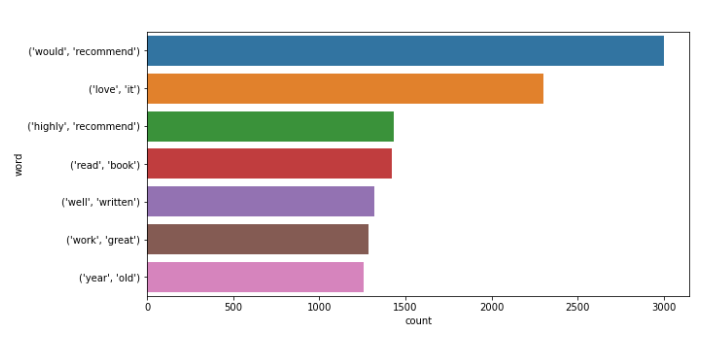 ('would', 'recommend')
('love', 'it')
('highly', 'recommend')
('read', 'book')
('well', 'written')
('work', 'great')
('year', 'old')
word
0 500 1000 1500 2000 2500 3000
count